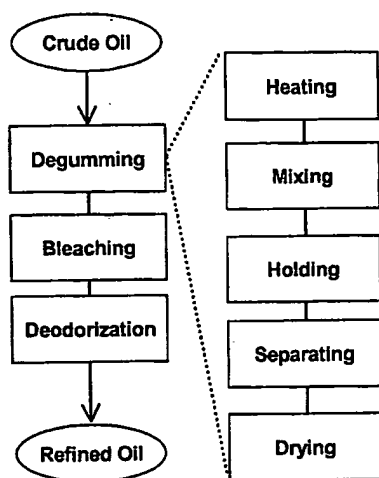 Crude Oil
Degumming
Bleaching
Deodorization
Refined Oil
Heating
Mixing
Holding
Separating
Drying